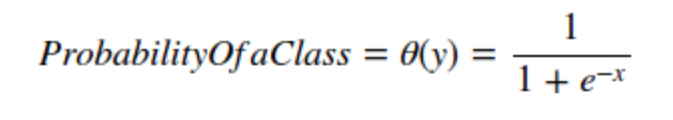 ProbabilityOfaClass = θ(y) = 1 / (1 + e^{−x})